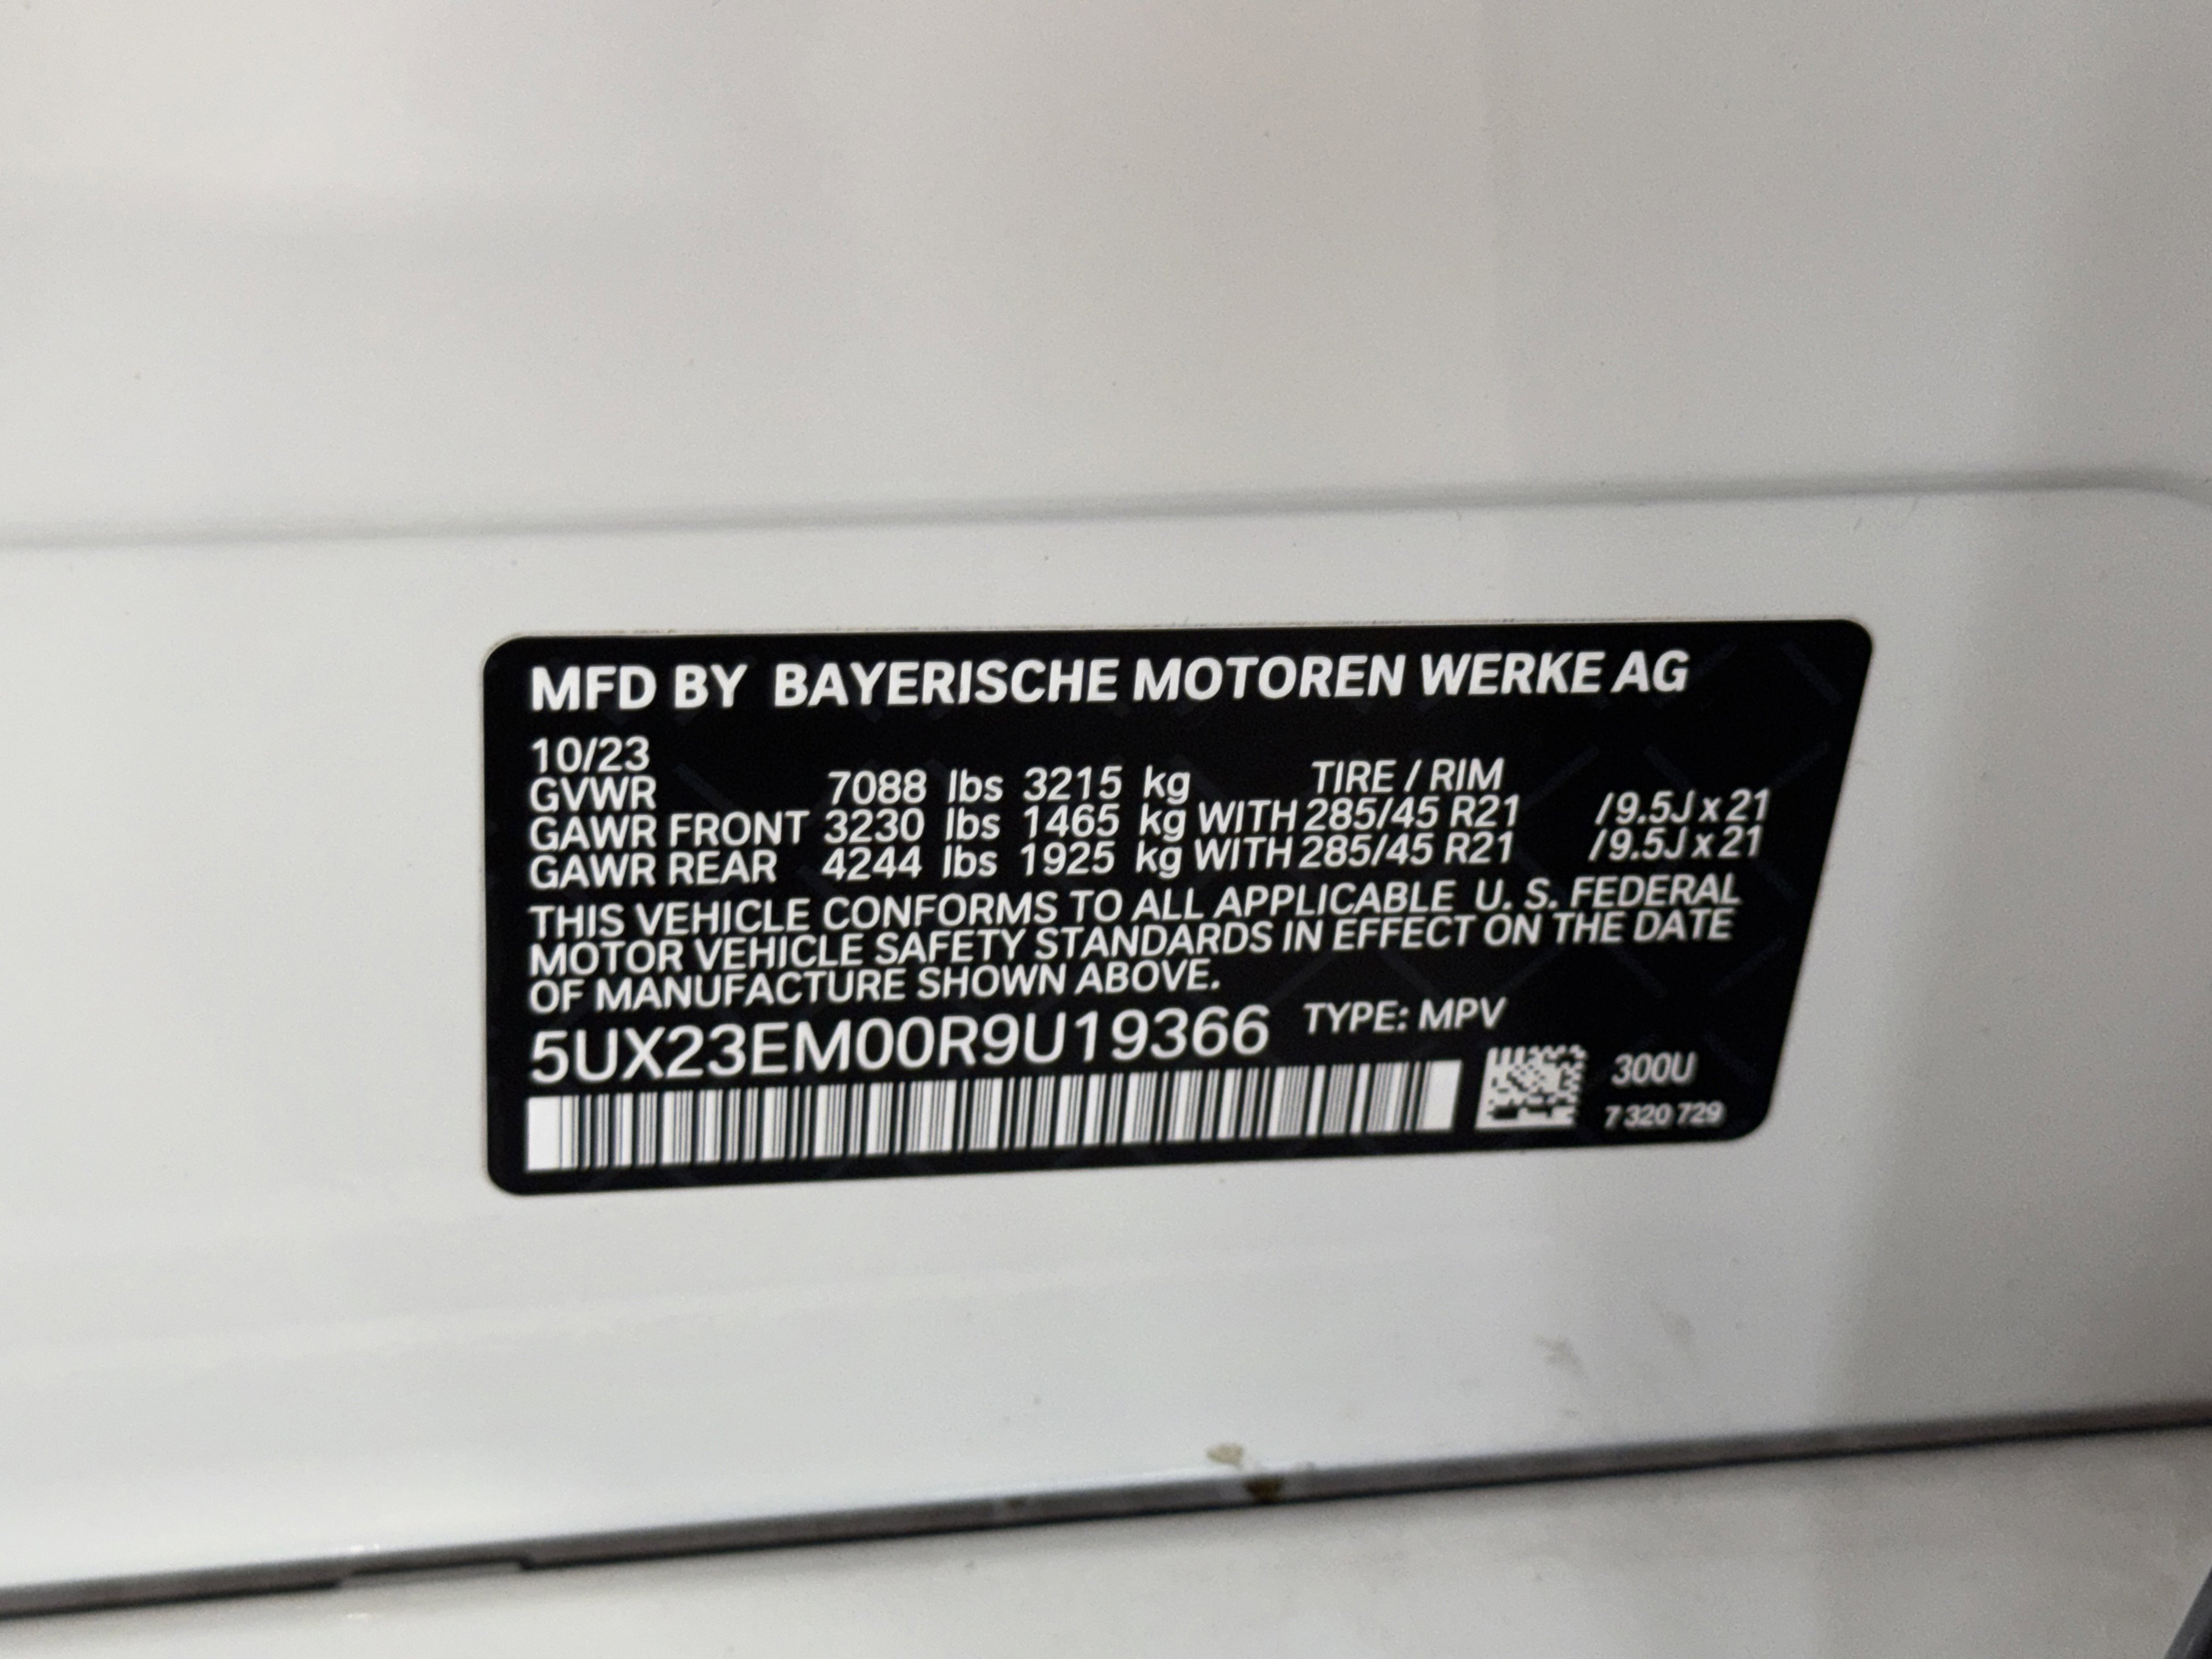 MFD BY BAYERISCHE MOTOREN WERKE AG
10/23
GVWR 7088 lbs 3215 kg TIRE / RIM
GAWR FRONT 3230 lbs 1465 kg WITH 285/45 R21 /9.5J x 21
GAWR REAR 4244 lbs 1925 kg WITH 285/45 R21 /9.5J x 21
THIS VEHICLE CONFORMS TO ALL APPLICABLE U. S. FEDERAL
MOTOR VEHICLE SAFETY STANDARDS IN EFFECT ON THE DATE
OF MANUFACTURE SHOWN ABOVE.
5UX23EM00R9U19366 TYPE: MPV
300U
7 320 729